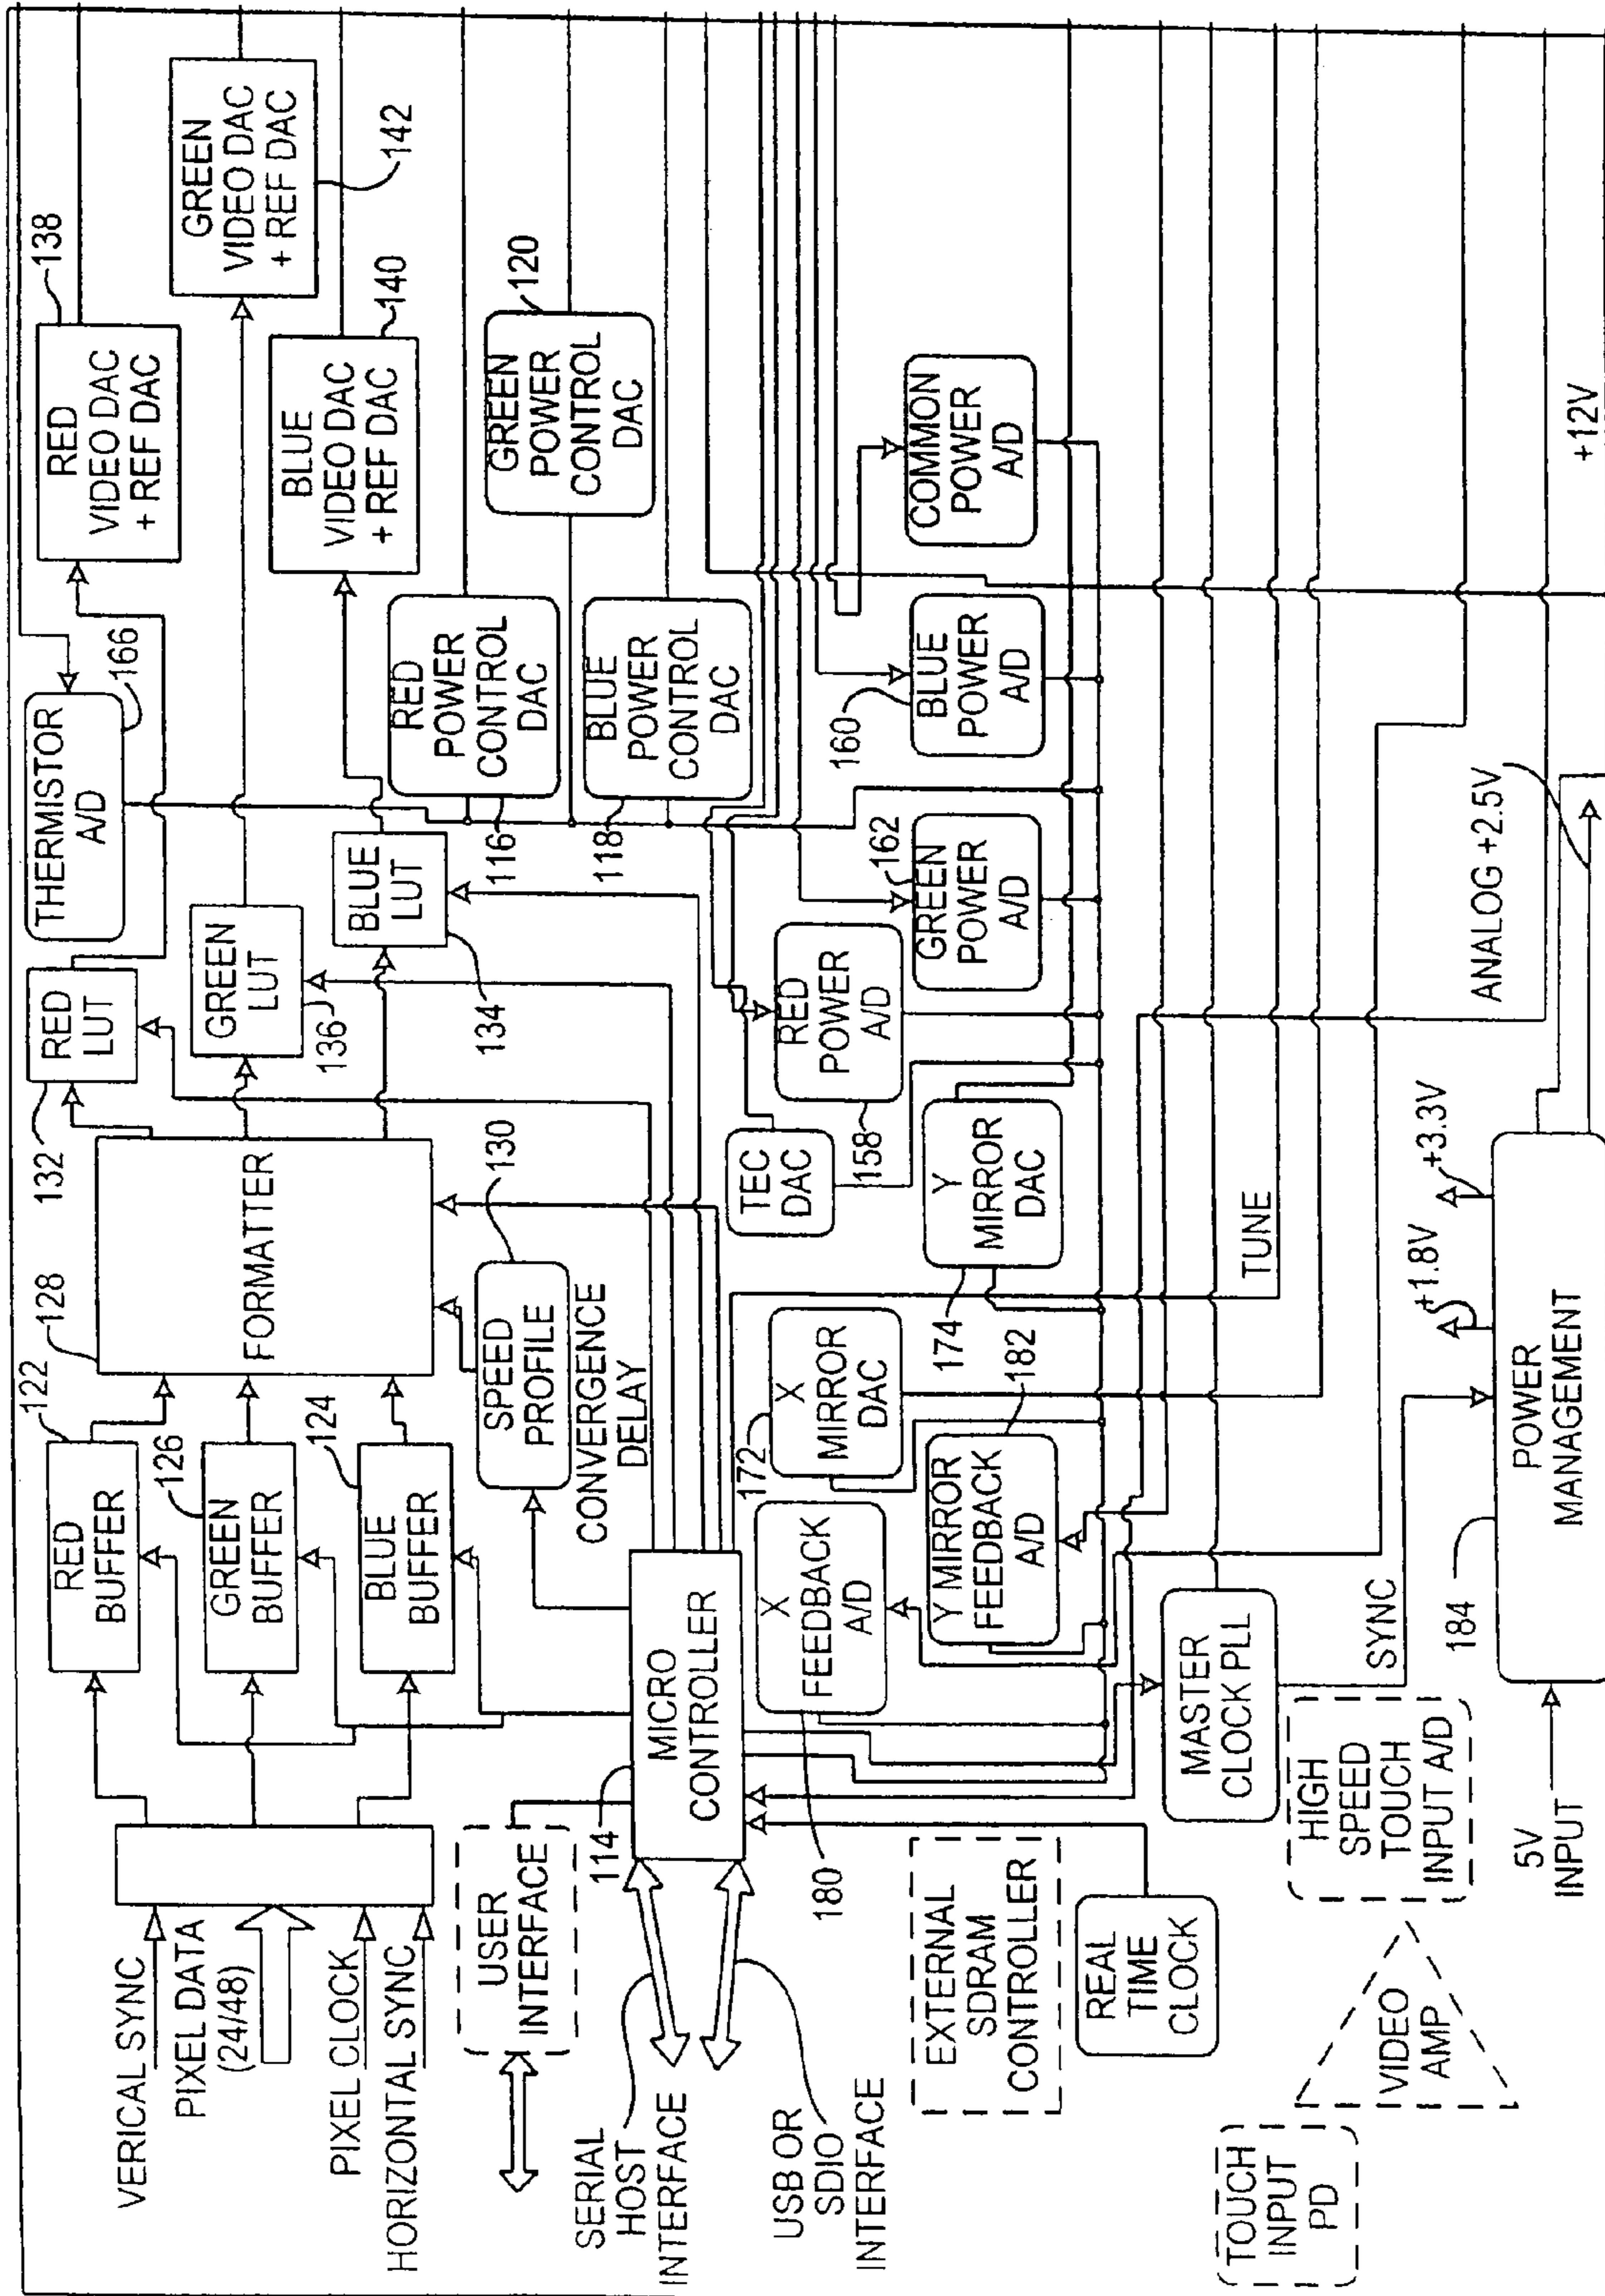 VERICAL SYNC
PIXEL DATA
(24/48)
PIXEL CLOCK
HORIZONTAL SYNC
RED
BUFFER
122
GREEN
BUFFER
126
BLUE
BUFFER
124
FORMATTER
128
RED
LUT
132
GREEN
LUT
136
BLUE
LUT
134
THERMISTOR
A/D
166
RED
VIDEO DAC
+ REF DAC
138
GREEN
VIDEO DAC
+ REF DAC
142
BLUE
VIDEO DAC
+ REF DAC
140
USER
INTERFACE
SERIAL
HOST
INTERFACE
USB OR
SDIO
INTERFACE
MICRO
CONTROLLER
114
SPEED
PROFILE
130
CONVERGENCE
DELAY
RED
POWER
CONTROL
DAC
116
GREEN
POWER
CONTROL
DAC
120
BLUE
POWER
CONTROL
DAC
118
TEC
DAC
RED
POWER
A/D
158
GREEN
POWER
A/D
162
BLUE
POWER
A/D
160
COMMON
POWER
A/D
X
FEEDBACK
A/D
180
X
MIRROR
DAC
172
Y MIRROR
FEEDBACK
A/D
182
Y
MIRROR
DAC
174
EXTERNAL
SDRAM
CONTROLLER
REAL
TIME
CLOCK
MASTER
CLOCK PLL
TUNE
SYNC
TOUCH
INPUT
PD
VIDEO
AMP
HIGH
SPEED
TOUCH
INPUT A/D
5V
INPUT
POWER
MANAGEMENT
184
+1.8V
+3.3V
ANALOG +2.5V
+12V